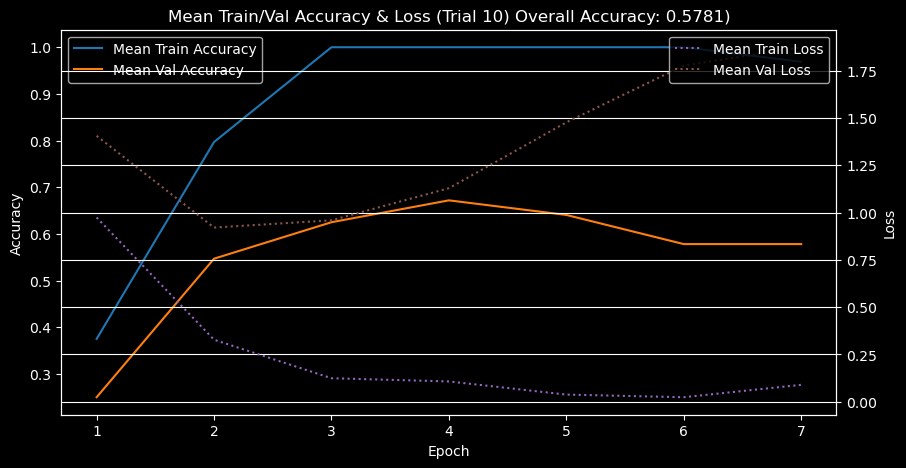 Mean Train/Val Accuracy & Loss (Trial 10) Overall Accuracy: 0.5781)
Mean Train Accuracy
Mean Val Accuracy
Mean Train Loss
Mean Val Loss
1.0
0.9
0.8
0.7
0.6
0.5
0.4
0.3
Accuracy
1.75
1.50
1.25
1.00
0.75
0.50
0.25
0.00
Loss
1 2 3 4 5 6 7
Epoch